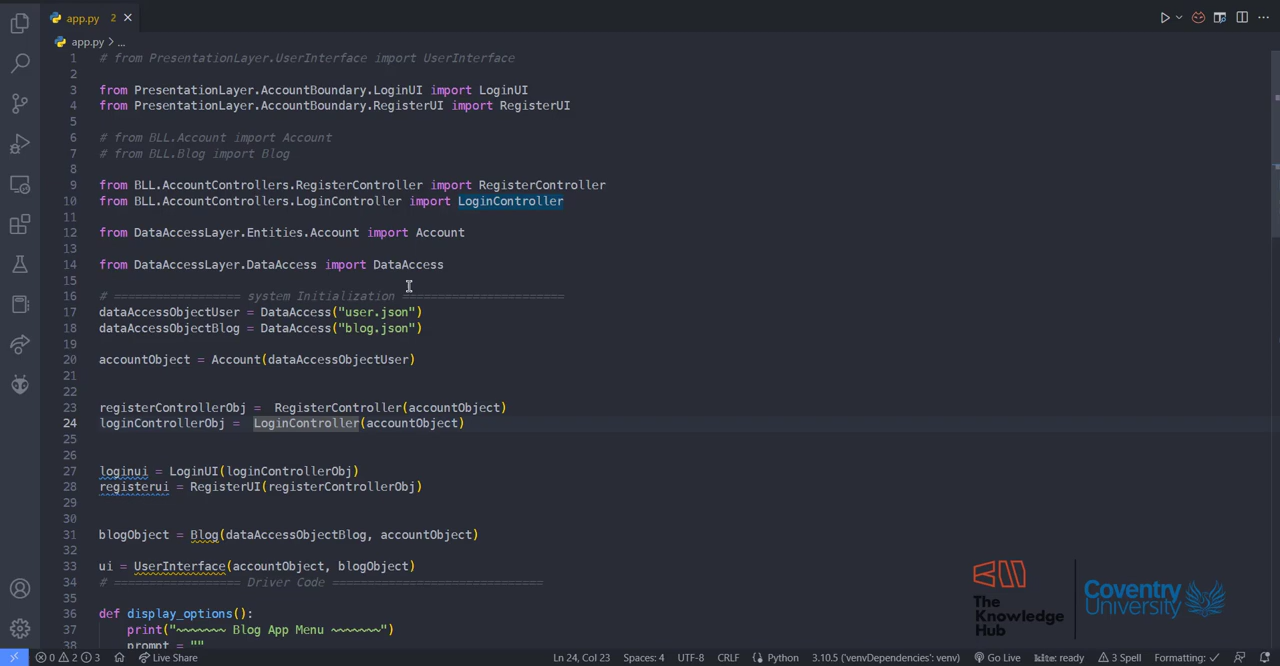 app.py 2
app.py > ...
1 # from PresentationLayer.UserInterface import UserInterface
2
3 from PresentationLayer.AccountBoundary.LoginUI import LoginUI
4 from PresentationLayer.AccountBoundary.RegisterUI import RegisterUI
5
6 # from BLL.Account import Account
7 # from BLL.Blog import Blog
8
9 from BLL.AccountControllers.RegisterController import RegisterController
10 from BLL.AccountControllers.LoginController import LoginController
11
12 from DataAccessLayer.Entities.Account import Account
13
14 from DataAccessLayer.DataAccess import DataAccess
15
16 # ================== system Initialization =======================
17 dataAccessObjectUser = DataAccess("user.json")
18 dataAccessObjectBlog = DataAccess("blog.json")
19
20 accountObject = Account(dataAccessObjectUser)
21
22
23 registerControllerObj =  RegisterController(accountObject)
24 loginControllerObj =  LoginController(accountObject)
25
26
27 loginui = LoginUI(loginControllerObj)
28 registerui = RegisterUI(registerControllerObj)
29
30
31 blogObject = Blog(dataAccessObjectBlog, accountObject)
32
33 ui = UserInterface(accountObject, blogObject)
34 # ================== Driver Code ==============================
35
36 def display_options():
37     print("~~~~~~~ Blog App Menu ~~~~~~~")
38     prompt = ""
The
Knowledge
Hub
Coventry
University
0 2 3 Live Share Ln 24, Col 23 Spaces: 4 UTF-8 CRLF Python 3.10.5 ('venvDependencies': venv) Go Live kite: ready 3 Spell Formatting: ✓